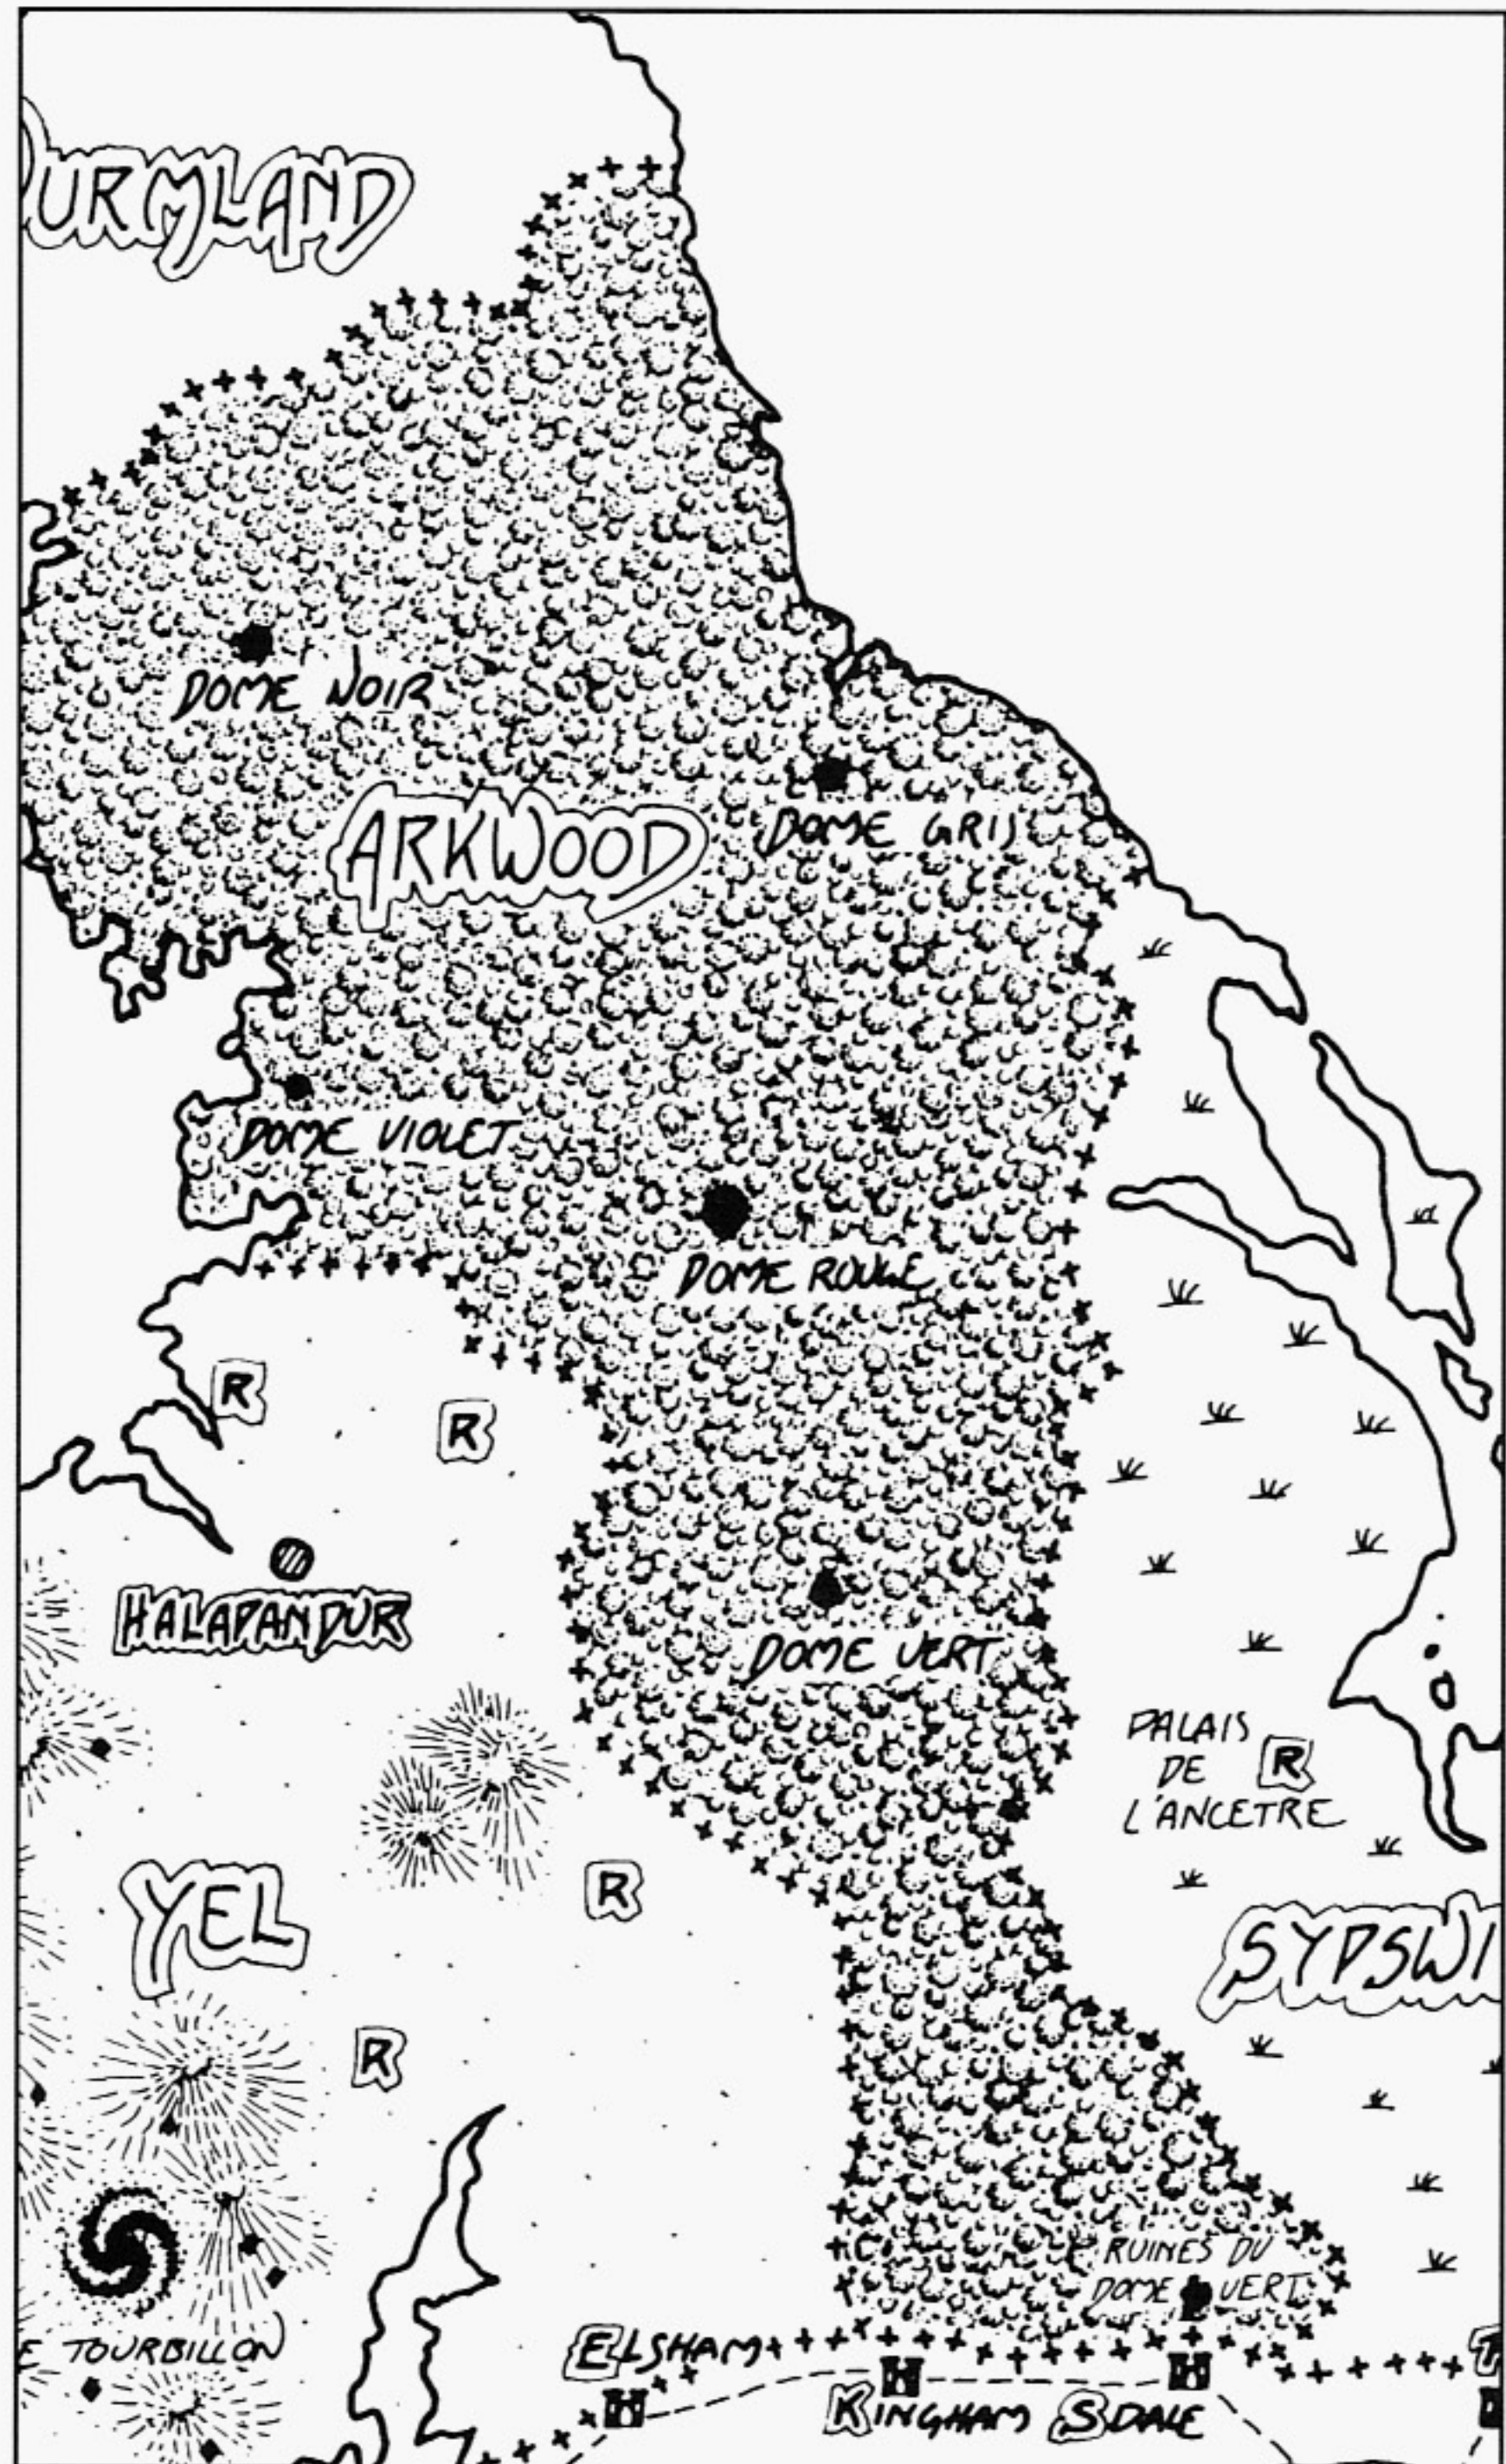 URMLAND
DOME NOIR
DOME GRIS
ARKWOOD
DOME VIOLET
DOME ROUGE
R
R
HALAPANDUR
DOME VERT
PALAIS
DE R
L'ANCETRE
YEL
R
SYPSWI
R
RUINES DU
DOME VERT
E TOURBILLON
ELSHAM
KINGHAM
SDALE